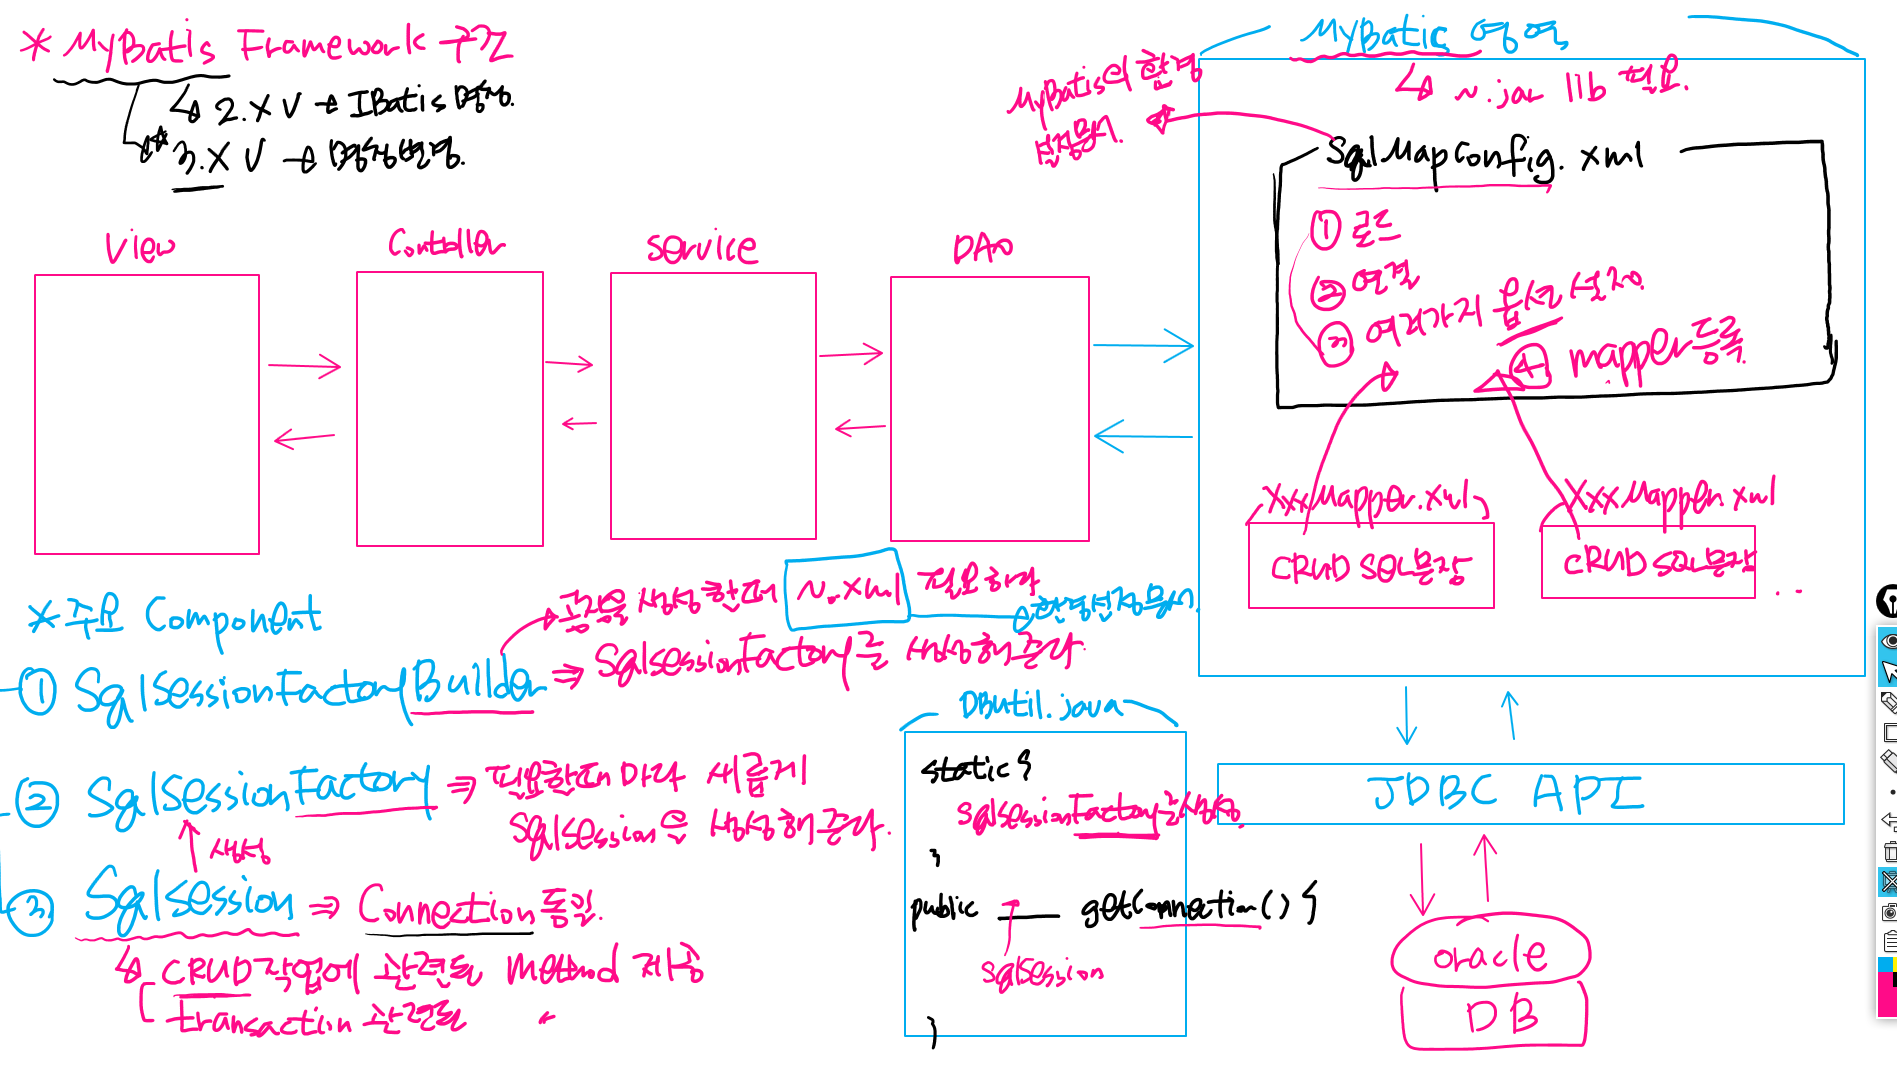 * MyBatis Framework 구조
↳ 2.X V → IBatis 명칭.
3.X V → 명칭변경.
MyBatis 영역
↳ ~.jar lib 필요.
MyBatis의 환경
설정문서.
SqlMapConfig.xml
① 로드
② 연결
③ 여러가지 옵션 설정.
④ mapper 등록.
View
Controller
Service
DAO
XxxMapper.xml
CRUD SQL문장
XxxMapper.xml
CRUD SQL문장
...
* 주요 Component
→ 공장을 생성할때 ~.xml 필요하다
→ 환경설정문서.
① SqlSessionFactoryBuilder ⇒ SqlSessionFactory를 생성해준다.
② SqlSessionFactory ⇒ 필요할때 마다 새롭게
SqlSession을 생성해준다.
↑ 생성
③ SqlSession ⇒ Connection 동일.
↳ CRUD작업에 관련된 Method 제공
Transaction 관련된 〃
DBUtil.java
static {
SqlSessionFactory를 생성.
}
public ___ getConnection() {
SqlSession
}
JDBC API
oracle
DB